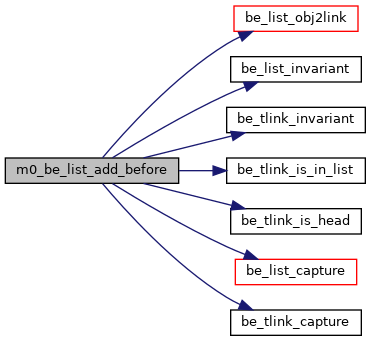 be_list_obj2link
be_list_invariant
be_tlink_invariant
m0_be_list_add_before
be_tlink_is_in_list
be_tlink_is_head
be_list_capture
be_tlink_capture